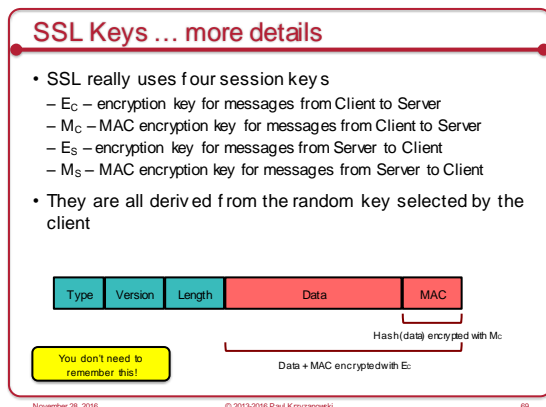 SSL Keys … more details
• SSL really uses four session keys
– EC – encryption key for messages from Client to Server
– MC – MAC encryption key for messages from Client to Server
– ES – encryption key for messages from Server to Client
– MS – MAC encryption key for messages from Server to Client
• They are all derived from the random key selected by the
client
Type Version Length Data MAC
Hash(data) encrypted with MC
You don't need to
remember this!
Data + MAC encrypted with EC
November 28, 2016 © 2013-2016 Paul Krzyzanowski 69